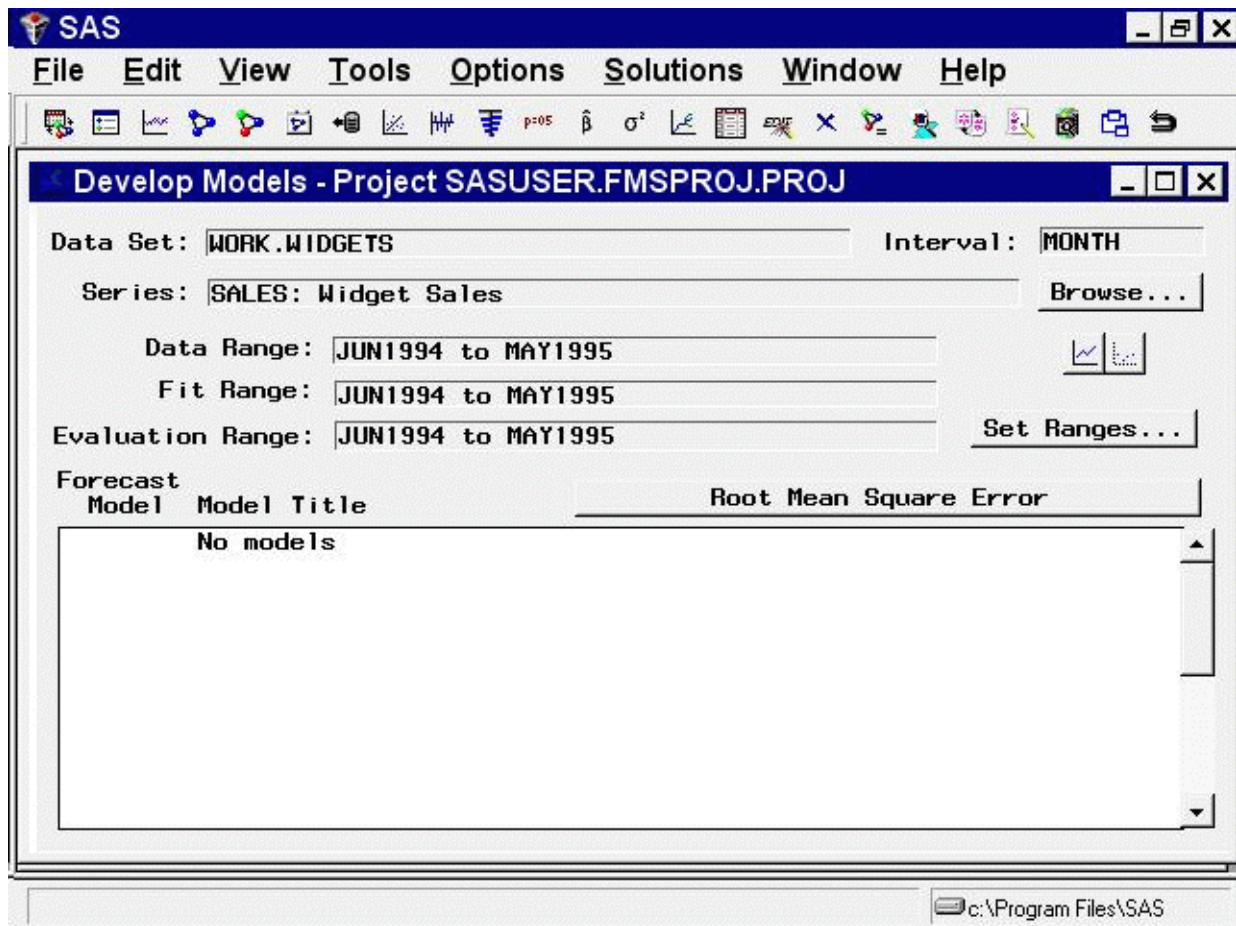 SAS
File Edit View Tools Options Solutions Window Help
p=05 β̂ σ²
Develop Models - Project SASUSER.FMSPROJ.PROJ
Data Set: WORK.WIDGETS Interval: MONTH
Series: SALES: Widget Sales Browse...
Data Range: JUN1994 to MAY1995
Fit Range: JUN1994 to MAY1995
Evaluation Range: JUN1994 to MAY1995 Set Ranges...
Forecast
Model Model Title Root Mean Square Error
No models
c:\Program Files\SAS